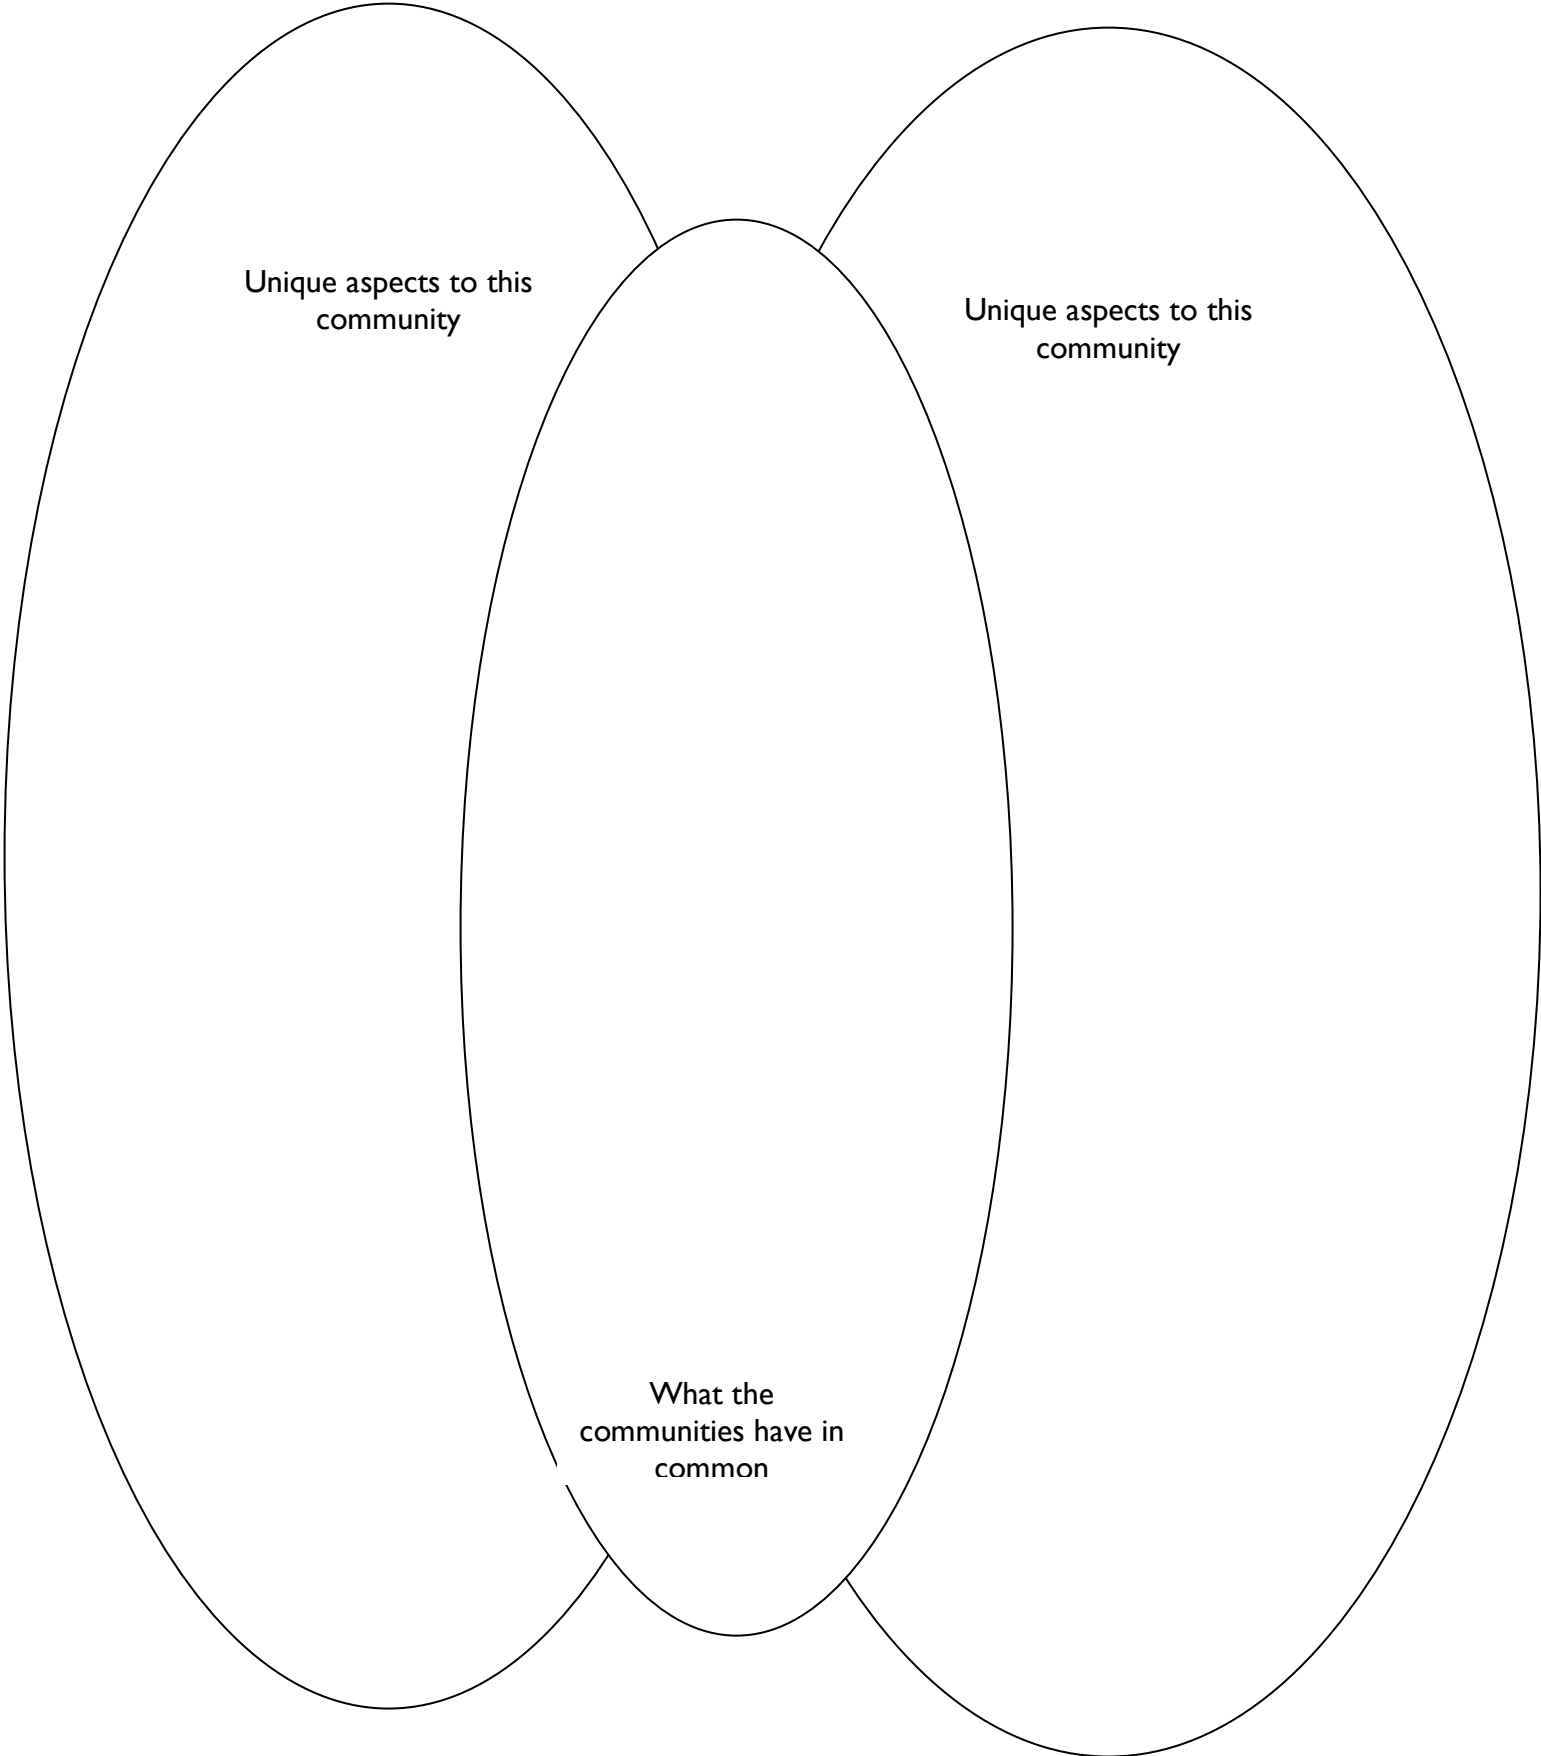 Unique aspects to this
community
Unique aspects to this
community
What the
communities have in
common